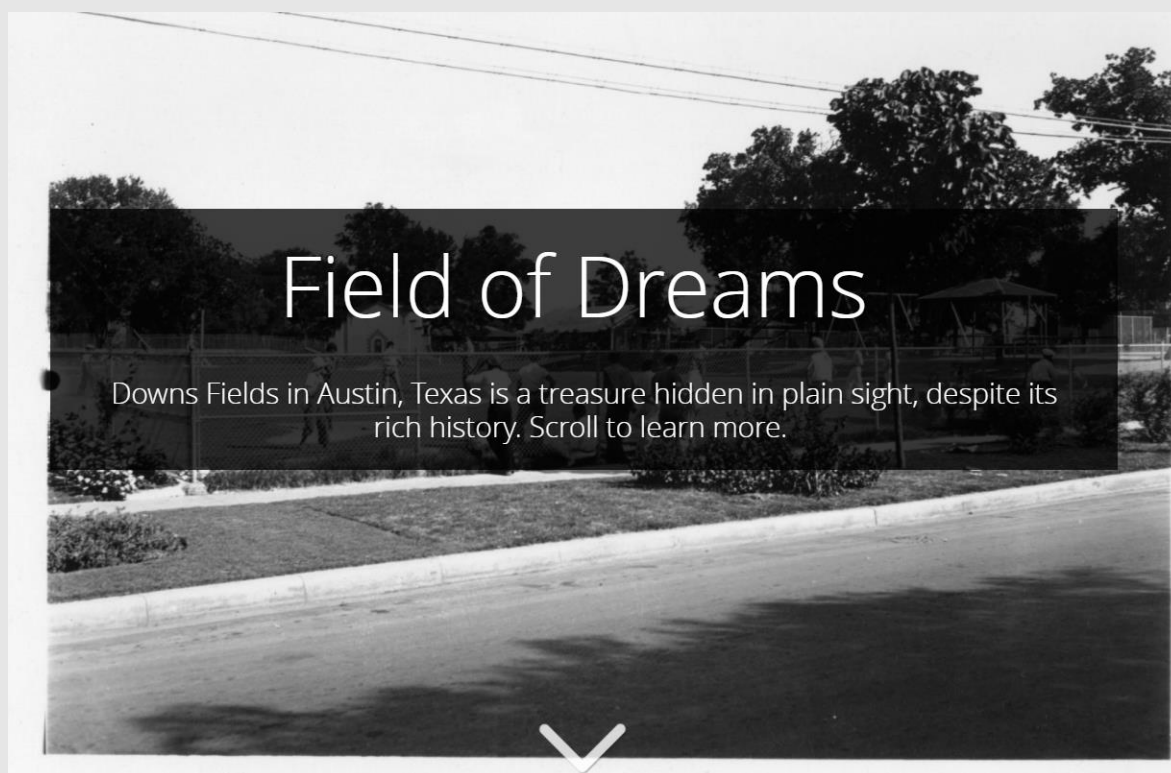 Field of Dreams
Downs Fields in Austin, Texas is a treasure hidden in plain sight, despite its
rich history. Scroll to learn more.